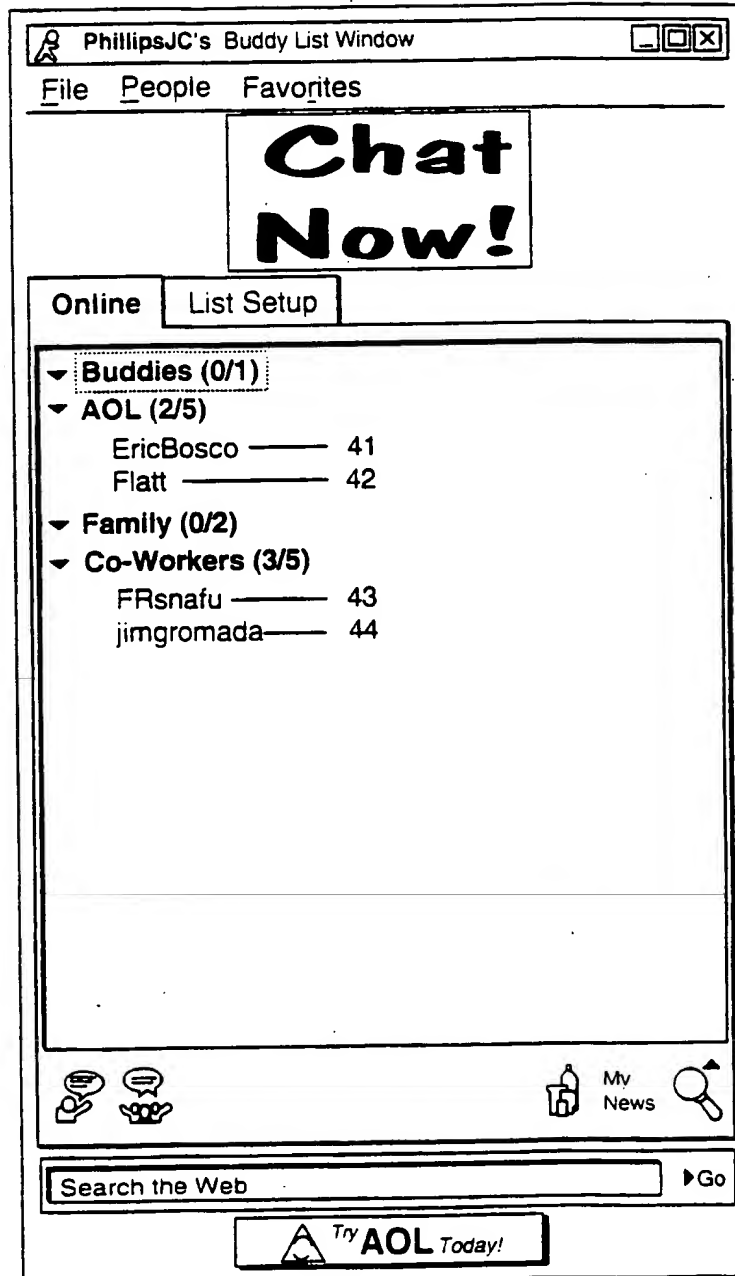 PhillipsJC's Buddy List Window
File People Favorites
Chat
Now!
Online List Setup
Buddies (0/1)
AOL (2/5)
EricBosco 41
Flatt 42
Family (0/2)
Co-Workers (3/5)
FRsnafu 43
jimgromada 44
My
News
Search the Web Go
Try AOL Today!